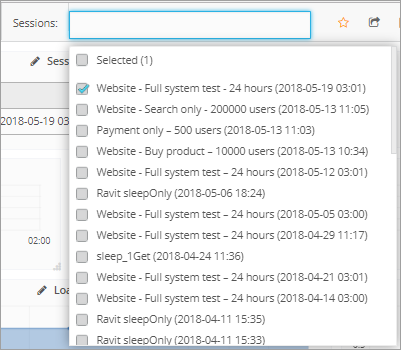 Sessions:
Sess
Selected (1)
Website - Full system test - 24 hours (2018-05-19 03:01)
Website - Search only - 200000 users (2018-05-13 11:05)
Payment only – 500 users (2018-05-13 11:03)
2018-05-19 03
Website - Buy product – 10000 users (2018-05-13 10:34)
Website - Full system test – 24 hours (2018-05-12 03:01)
Ravit sleepOnly (2018-05-06 18:24)
Website - Full system test – 24 hours (2018-05-05 03:00)
Website - Full system test – 24 hours (2018-04-29 11:17)
02:00
sleep_1Get (2018-04-24 11:36)
Website - Full system test – 24 hours (2018-04-21 03:01)
Loa
Website - Full system test – 24 hours (2018-04-14 03:00)
Ravit sleepOnly (2018-04-11 15:35)
Ravit sleepOnly (2018-04-11 15:33)